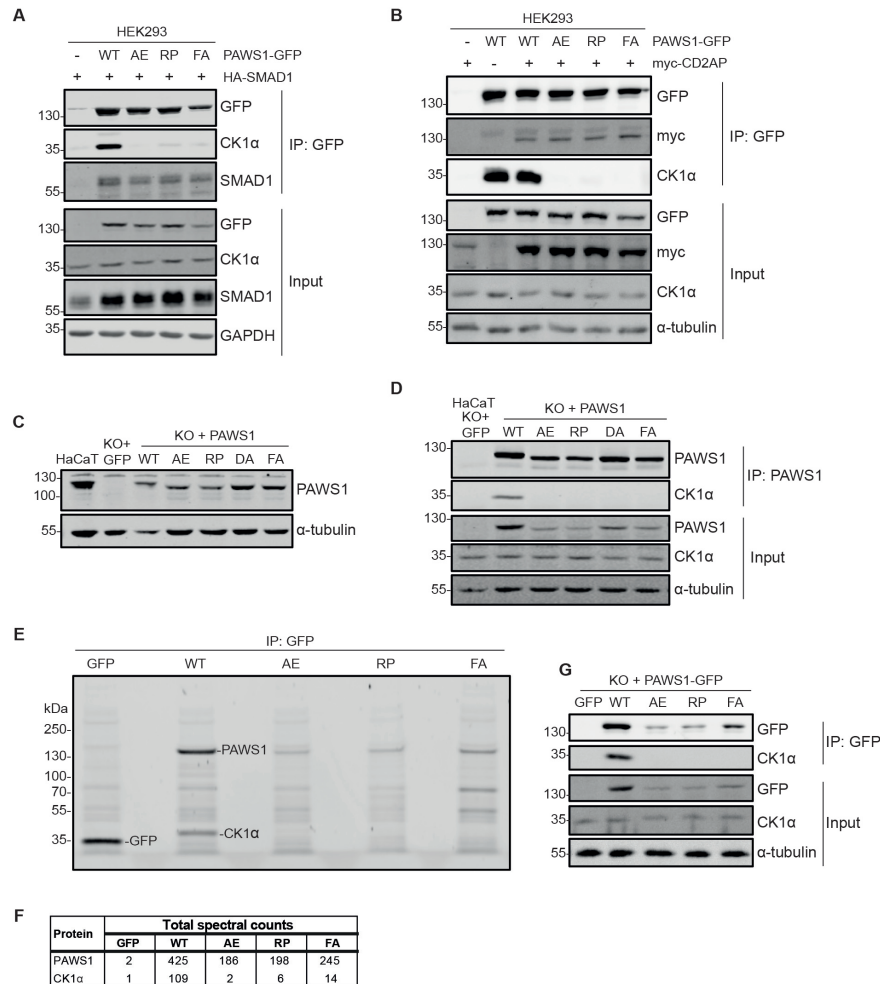 A
HEK293
- WT AE RP FA PAWS1-GFP
+ + + + + HA-SMAD1
130- GFP
35- CK1α
55- SMAD1
IP: GFP
130- GFP
35- CK1α
55- SMAD1
35- GAPDH
Input
B
HEK293
- WT WT AE RP FA PAWS1-GFP
+ - + + + + myc-CD2AP
130- GFP
130- myc
35- CK1α
IP: GFP
130- GFP
130- myc
35- CK1α
55- α-tubulin
Input
C
KO + PAWS1
HaCaT KO+ GFP WT AE RP DA FA
130-
100-
PAWS1
55- α-tubulin
D
HaCaT KO+ GFP
KO + PAWS1
WT AE RP DA FA
130- PAWS1
35- CK1α
IP: PAWS1
130- PAWS1
35- CK1α
55- α-tubulin
Input
E
IP: GFP
GFP WT AE RP FA
kDa
250-
130- -PAWS1
100-
70-
55-
35- -GFP -CK1α
G
KO + PAWS1-GFP
GFP WT AE RP FA
130- GFP
35- CK1α
IP: GFP
130- GFP
35- CK1α
55- α-tubulin
Input
F
Protein Total spectral counts
GFP WT AE RP FA
PAWS1 2 425 186 198 245
CK1α 1 109 2 6 14